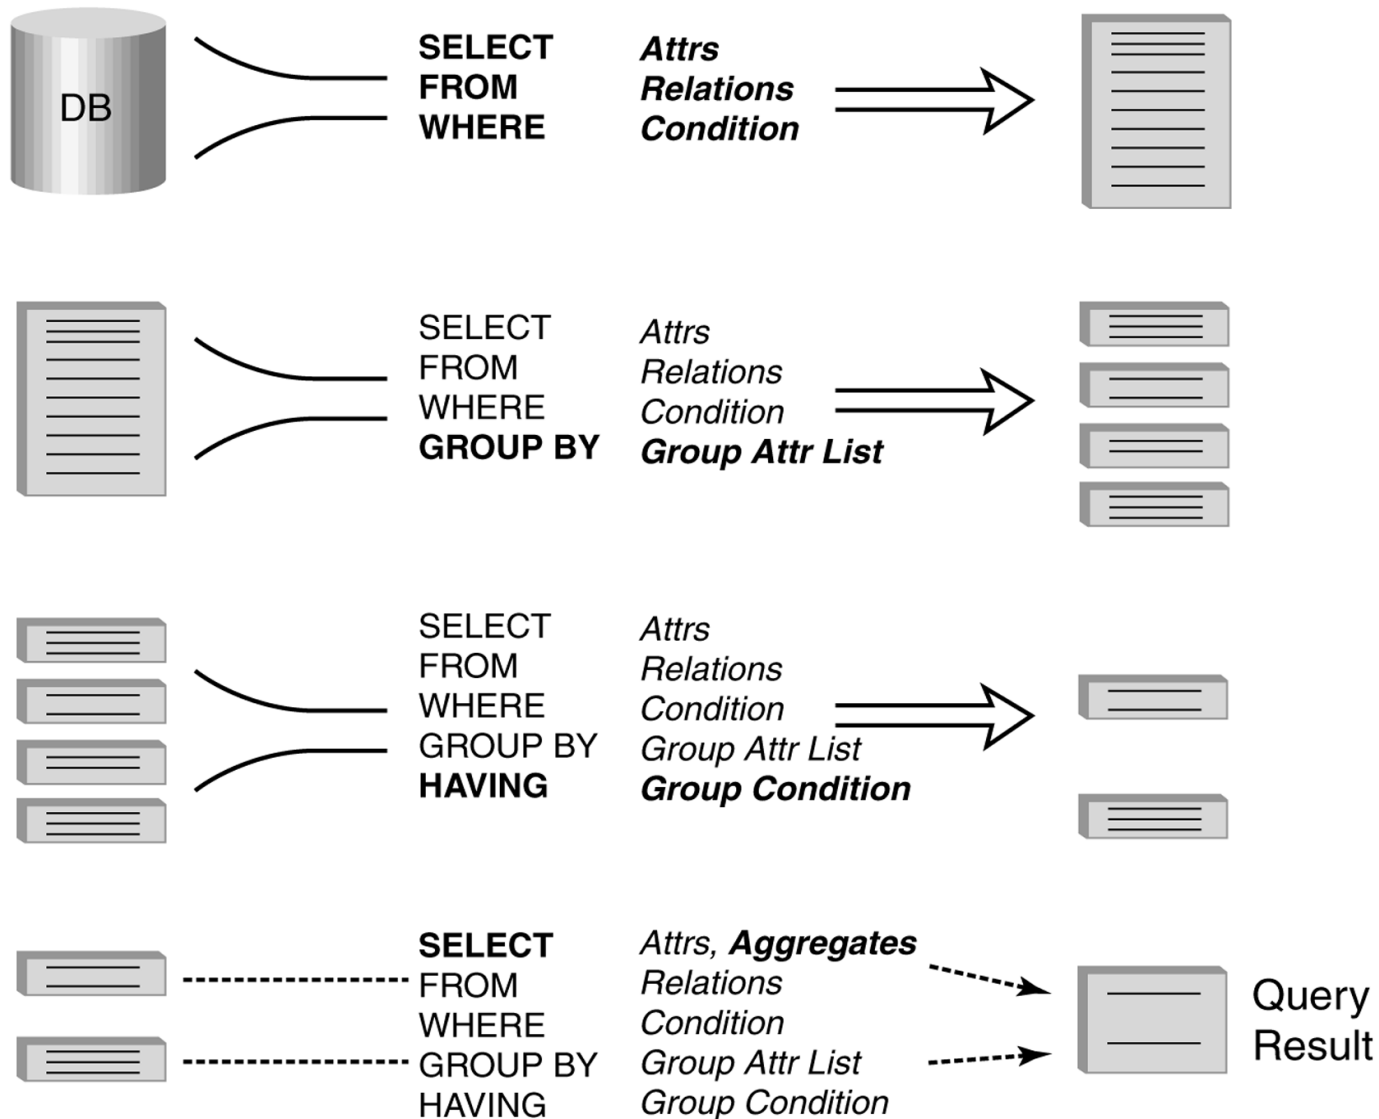 DB
SELECT Attrs
FROM Relations
WHERE Condition
SELECT Attrs
FROM Relations
WHERE Condition
GROUP BY Group Attr List
SELECT Attrs
FROM Relations
WHERE Condition
GROUP BY Group Attr List
HAVING Group Condition
SELECT Attrs, Aggregates
FROM Relations
WHERE Condition
GROUP BY Group Attr List
HAVING Group Condition
Query
Result